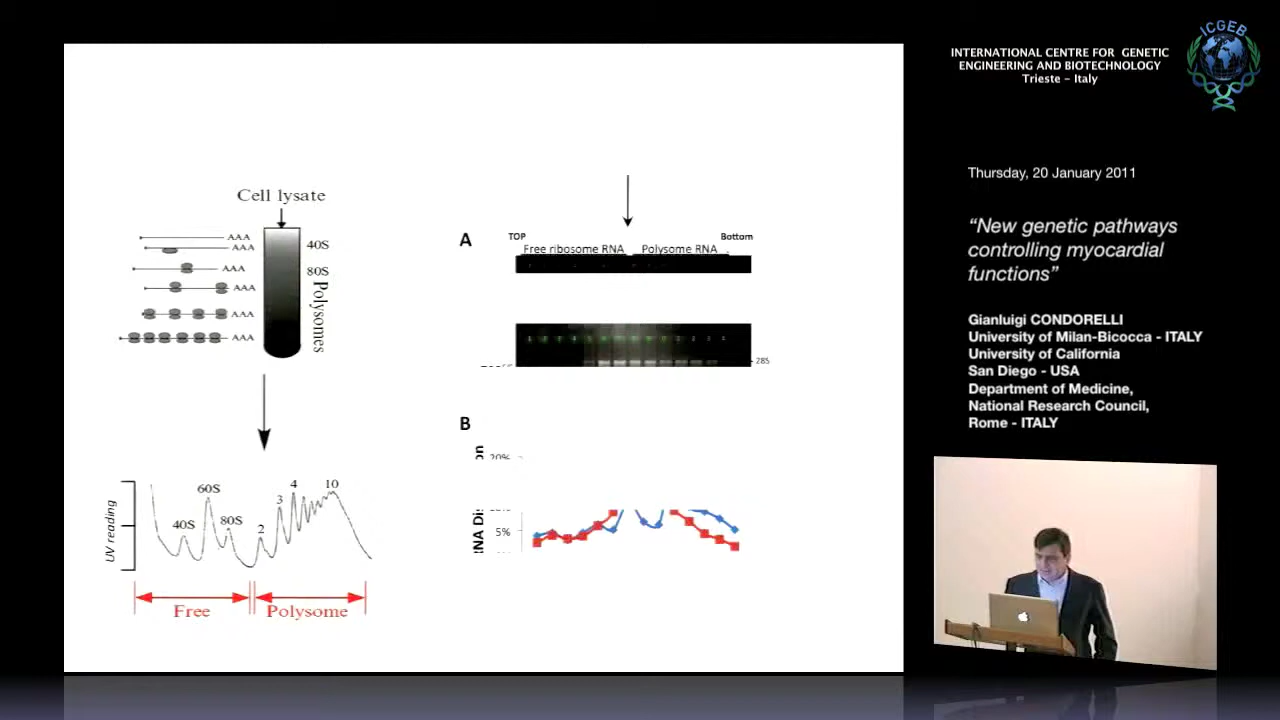 ICGEB
INTERNATIONAL CENTRE FOR GENETIC
ENGINEERING AND BIOTECHNOLOGY
Trieste – Italy
Thursday, 20 January 2011
“New genetic pathways
controlling myocardial
functions”
Gianluigi CONDORELLI
University of Milan-Bicocca - ITALY
University of California
San Diego - USA
Department of Medicine,
National Research Council,
Rome - ITALY
Cell lysate
AAA
AAA
AAA
AAA
AAA
AAA
40S
80S
Polysomes
UV reading
40S
60S
80S
2
3
4
10
Free
Polysome
A
TOP
Bottom
Free ribosome RNA
Polysome RNA
28S
B
20%
5%